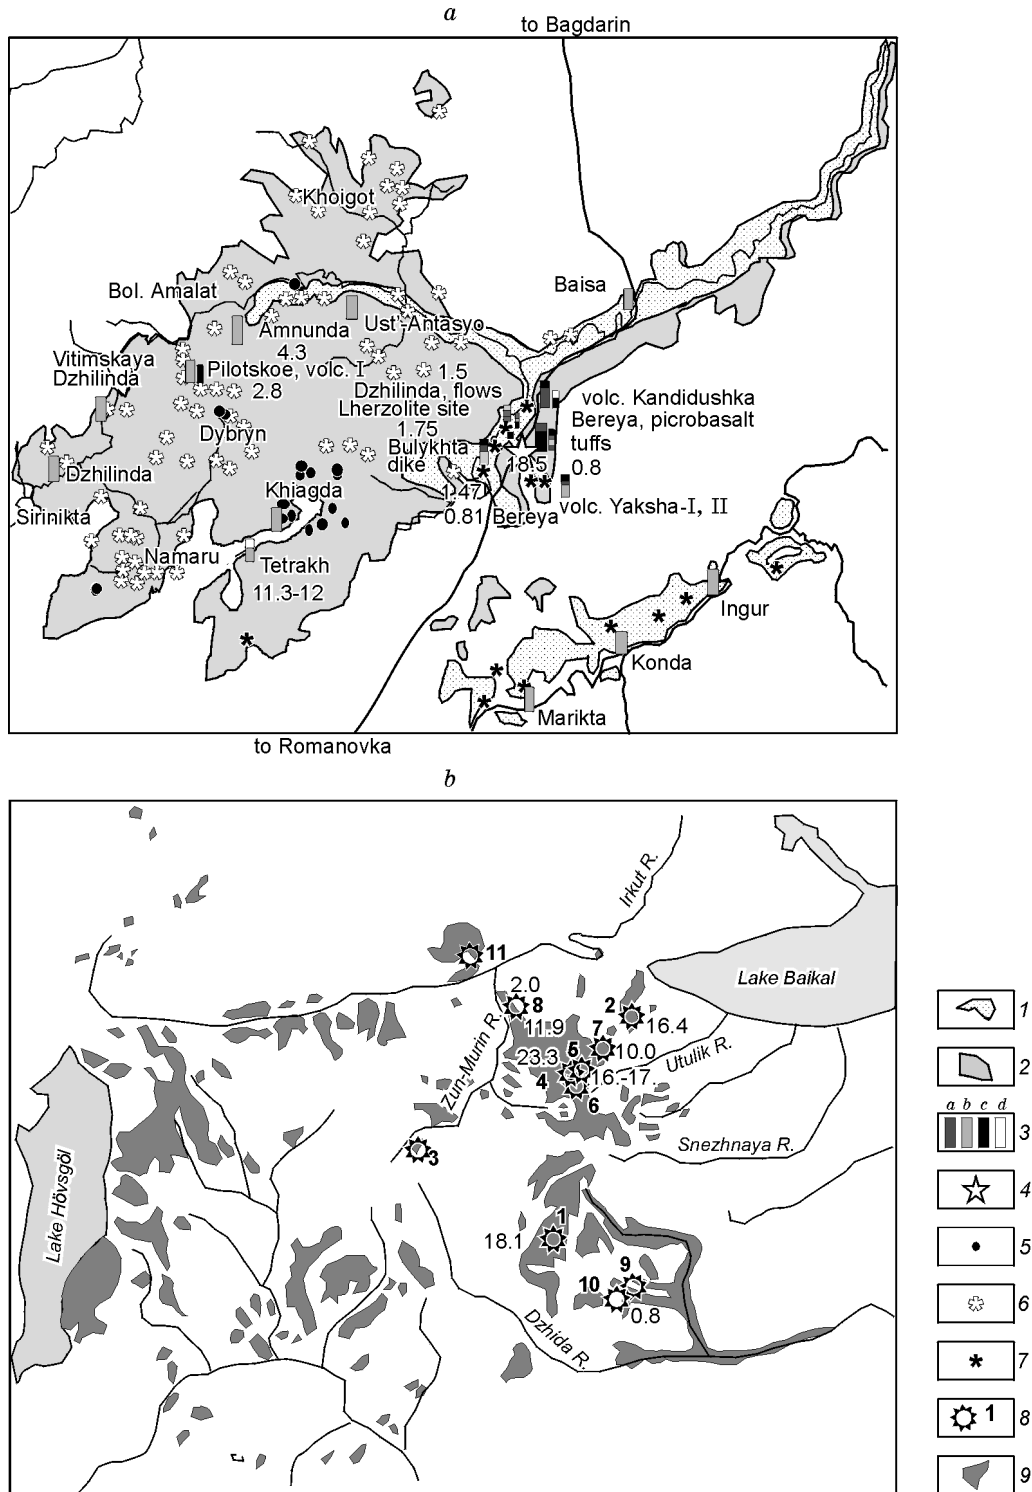 a
to Bagdarin
Khoigot
Bol. Amalat
Baisa
Amnunda
Ust'-Antasyo
4.3
Vitimskaya
Dzhilinda
Pilotskoe, volc. I
1.5
2.8
Dzhilinda, flows
volc. Kandidushka
Lherzolite site
Bereya, picrobasalt
1.75
tuffs
Dybryn
Bulykhta
dike
18.5
0.8
Dzhilinda
Khiagda
1.47
volc. Yaksha-I, II
Sirinikta
0.81
Bereya
Namaru
Tetrakh
11.3-12
Ingur
Konda
Marikta
to Romanovka
b
Irkut R.
11
Lake Baikal
2.0
8
2
11.9
7
16.4
Zun-Murin R.
23.3
5
10.0
Utulik R.
4
16.-17.
6
Snezhnaya R.
3
Lake Hövsgöl
1
18.1
9
10
0.8
Dzhida R.
1
2
a b c d
3
4
5
6
7
1
8
9